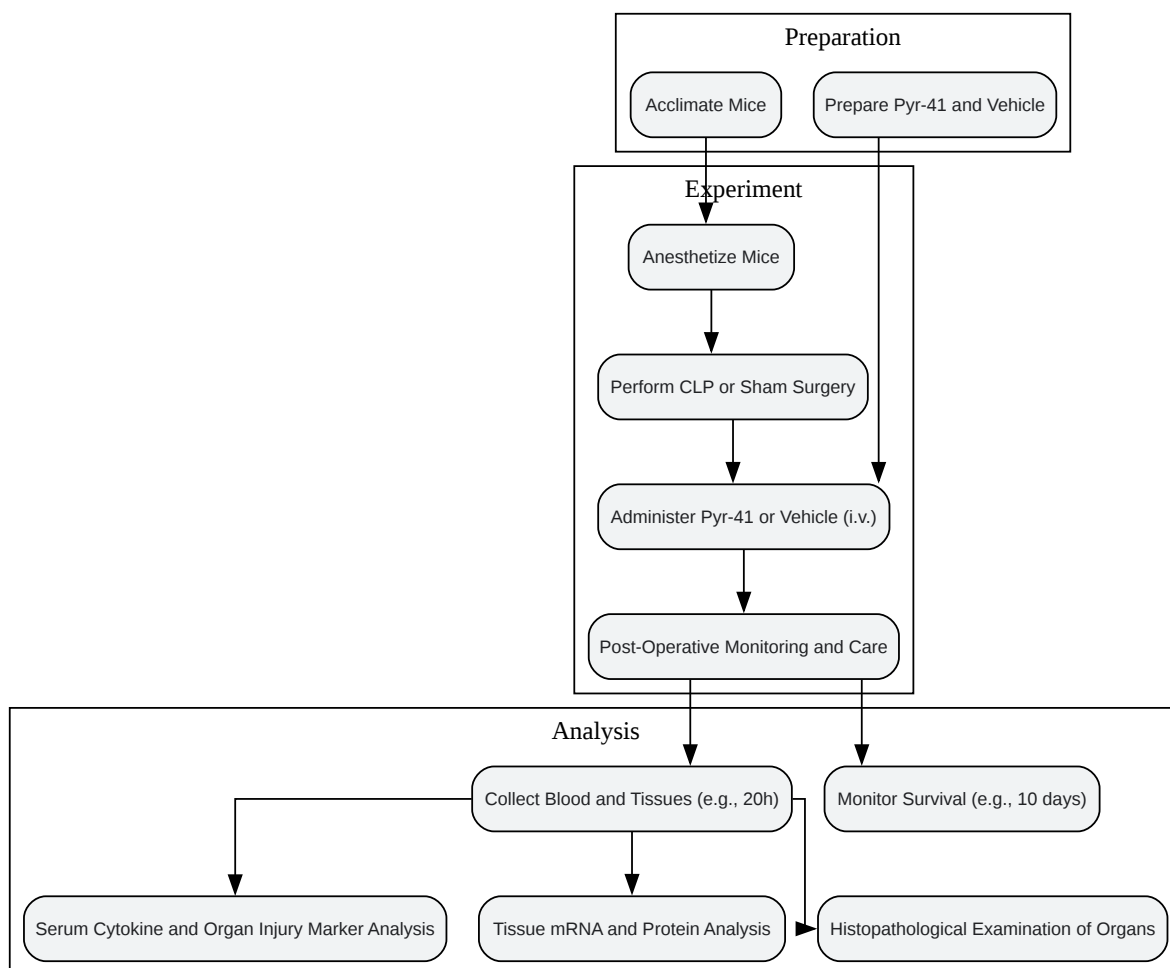 Preparation
Acclimate Mice
Prepare Pyr-41 and Vehicle
Experiment
Anesthetize Mice
Perform CLP or Sham Surgery
Administer Pyr-41 or Vehicle (i.v.)
Post-Operative Monitoring and Care
Analysis
Collect Blood and Tissues (e.g., 20h)
Monitor Survival (e.g., 10 days)
Serum Cytokine and Organ Injury Marker Analysis
Tissue mRNA and Protein Analysis
Histopathological Examination of Organs